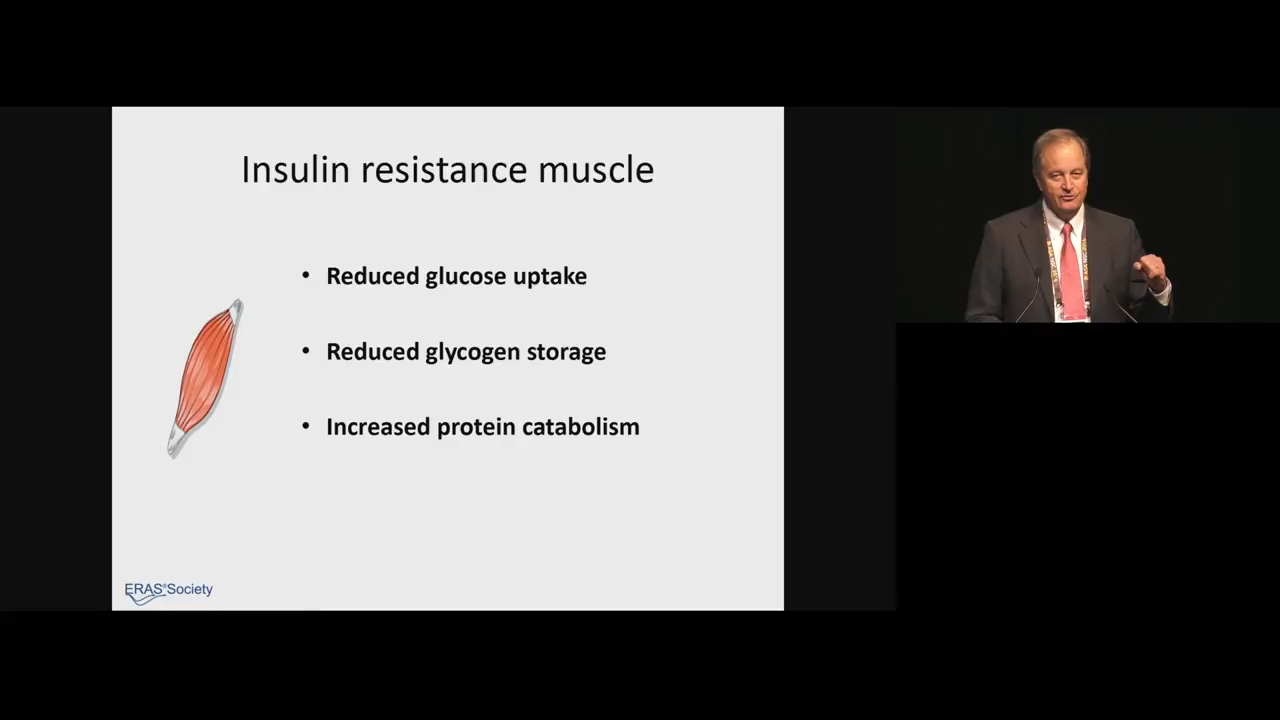 Insulin resistance muscle
• Reduced glucose uptake
• Reduced glycogen storage
• Increased protein catabolism
ERAS®Society